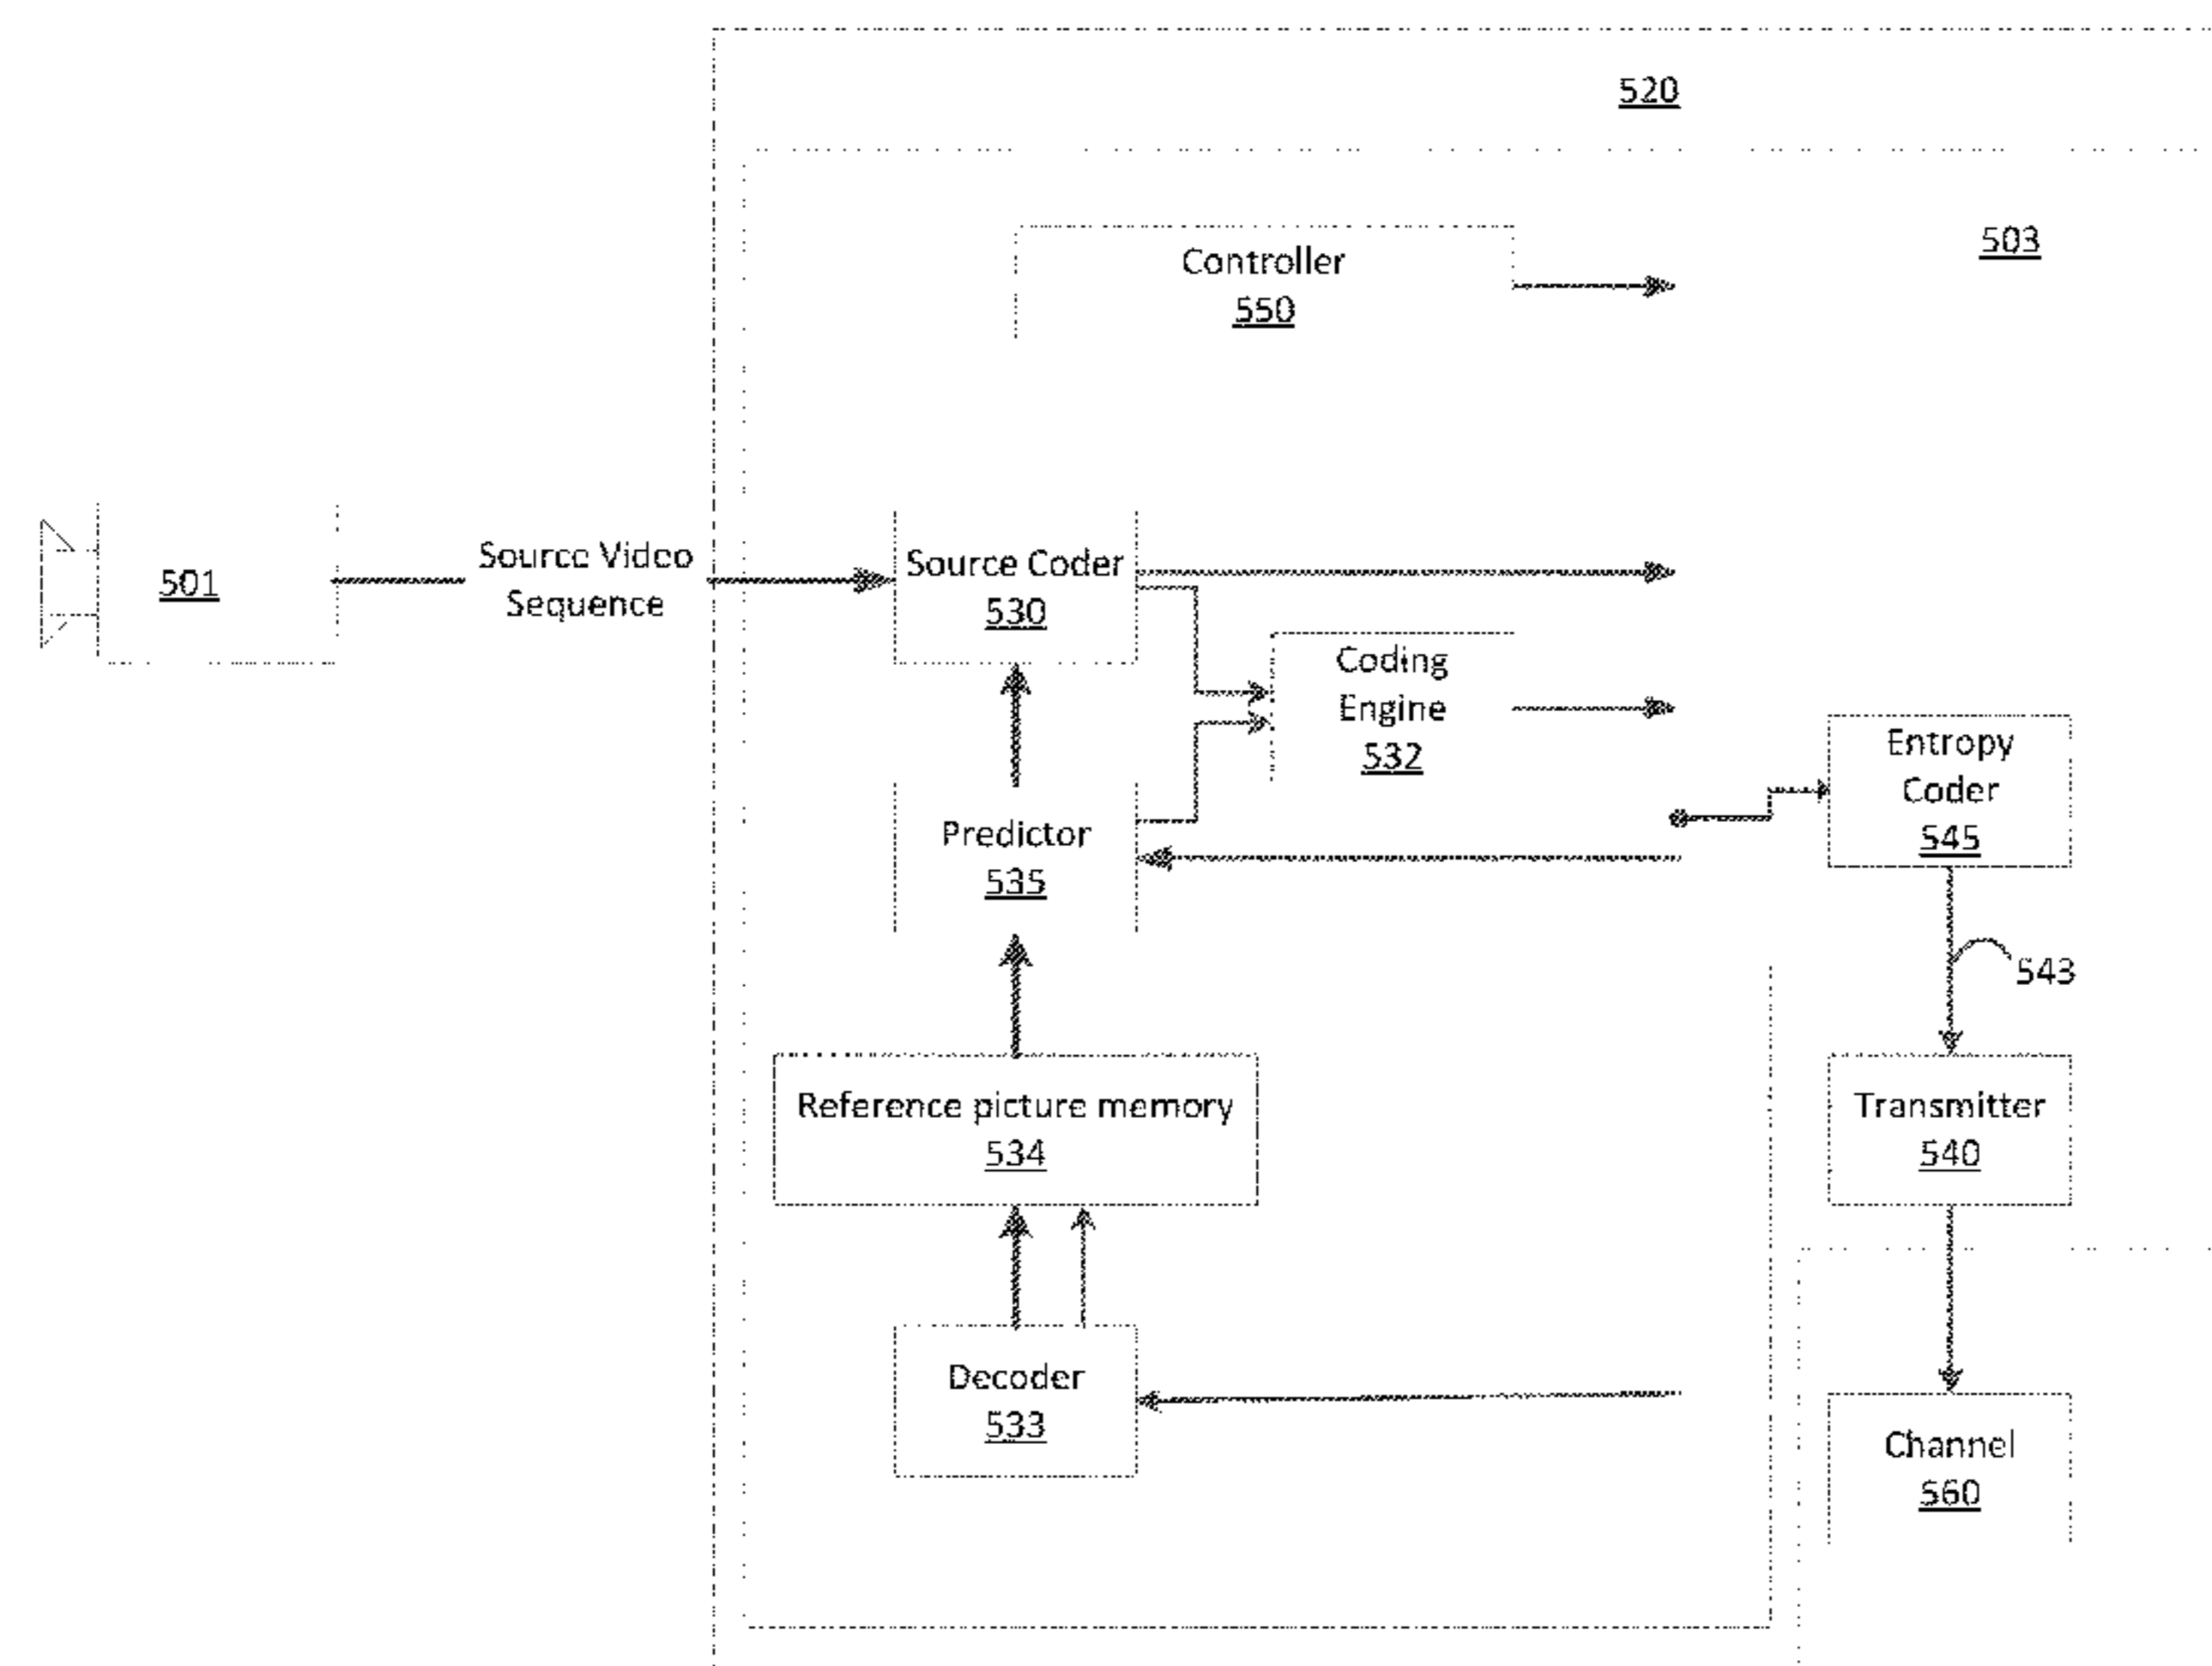 520
503
Controller
550
501
Source Video
Sequence
Source Coder
530
Coding
Engine
532
Entropy
Coder
545
Predictor
535
543
Reference picture memory
534
Transmitter
540
Decoder
533
Channel
560